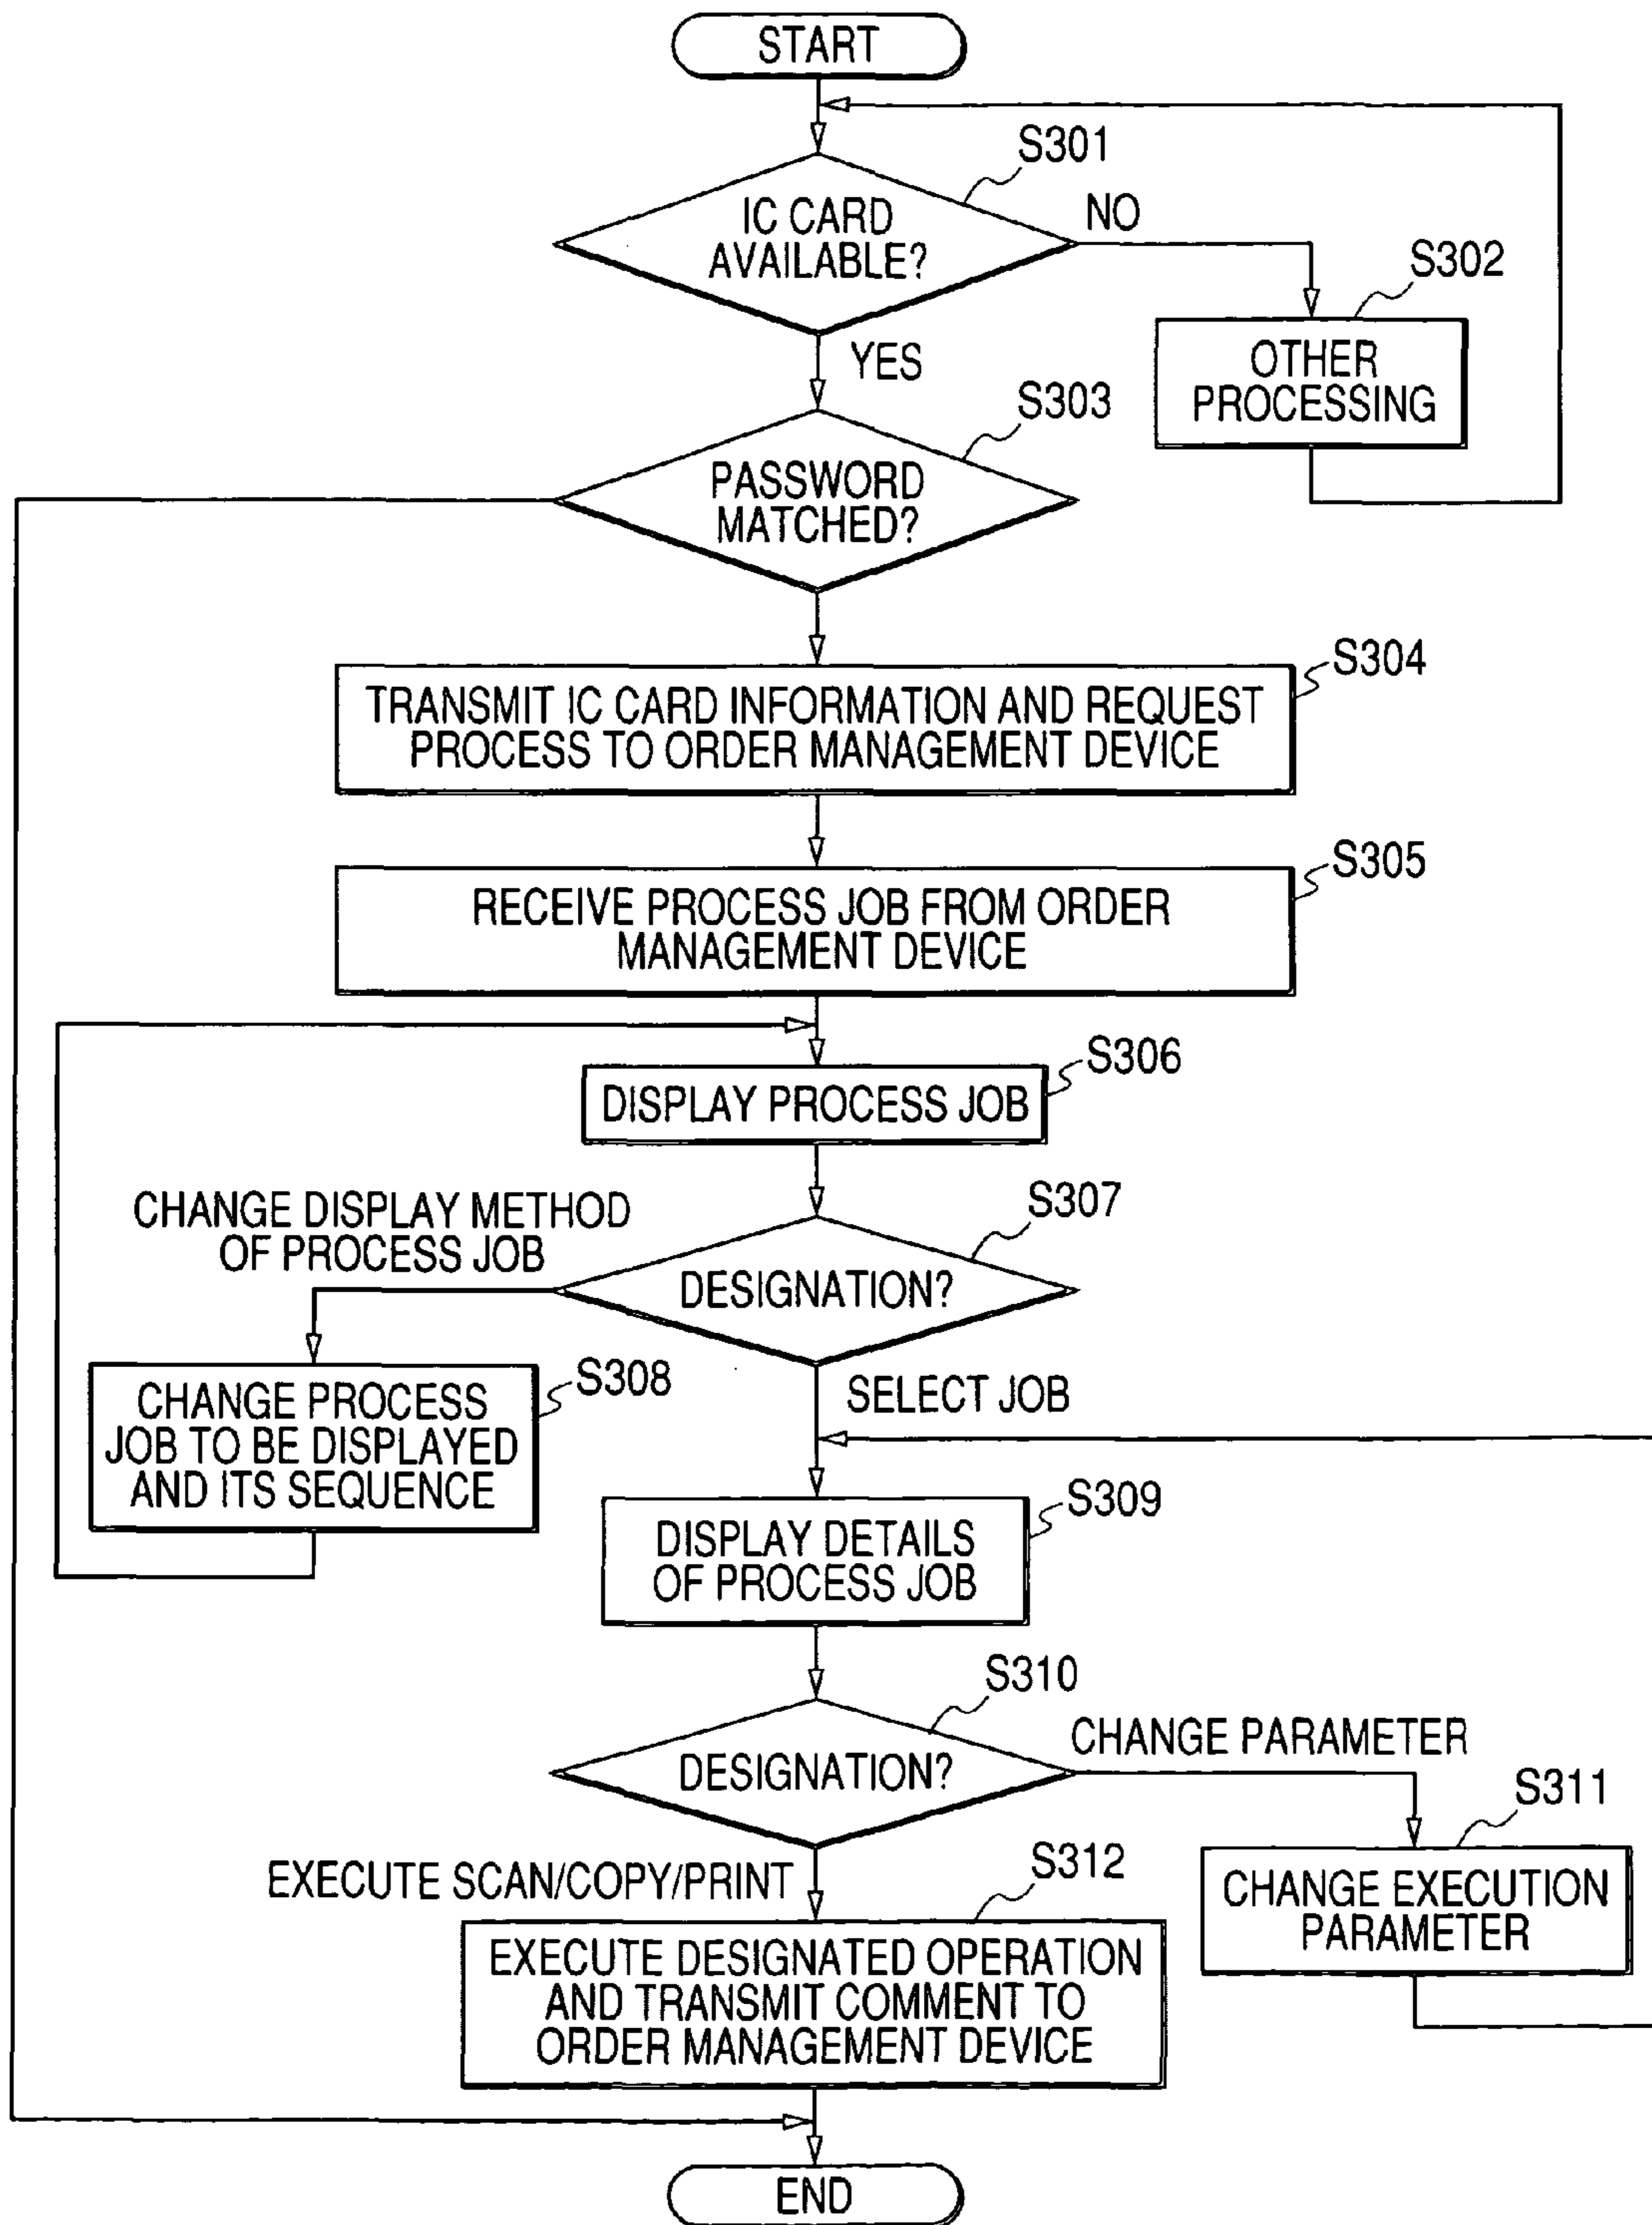 START
S301
IC CARD
AVAILABLE?
NO
S302
OTHER
PROCESSING
YES
S303
PASSWORD
MATCHED?
S304
TRANSMIT IC CARD INFORMATION AND REQUEST
PROCESS TO ORDER MANAGEMENT DEVICE
S305
RECEIVE PROCESS JOB FROM ORDER
MANAGEMENT DEVICE
S306
DISPLAY PROCESS JOB
S307
CHANGE DISPLAY METHOD
OF PROCESS JOB
DESIGNATION?
S308
CHANGE PROCESS
JOB TO BE DISPLAYED
AND ITS SEQUENCE
SELECT JOB
S309
DISPLAY DETAILS
OF PROCESS JOB
S310
DESIGNATION?
CHANGE PARAMETER
S311
CHANGE EXECUTION
PARAMETER
EXECUTE SCAN/COPY/PRINT
S312
EXECUTE DESIGNATED OPERATION
AND TRANSMIT COMMENT TO
ORDER MANAGEMENT DEVICE
END